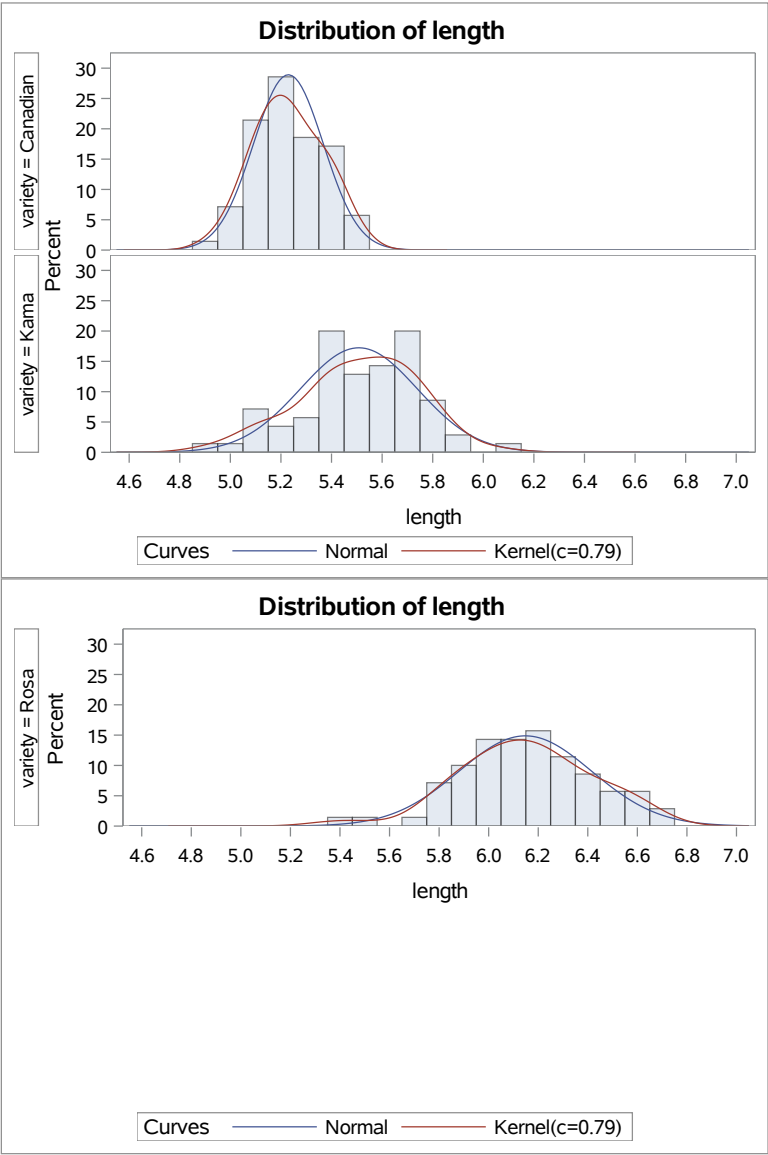 Distribution of length
variety = Canadian
variety = Kama
Percent
30
25
20
15
10
5
0
30
25
20
15
10
5
0
4.6 4.8 5.0 5.2 5.4 5.6 5.8 6.0 6.2 6.4 6.6 6.8 7.0
length
Curves Normal Kernel(c=0.79)
Distribution of length
variety = Rosa
Percent
30
25
20
15
10
5
0
4.6 4.8 5.0 5.2 5.4 5.6 5.8 6.0 6.2 6.4 6.6 6.8 7.0
length
Curves Normal Kernel(c=0.79)